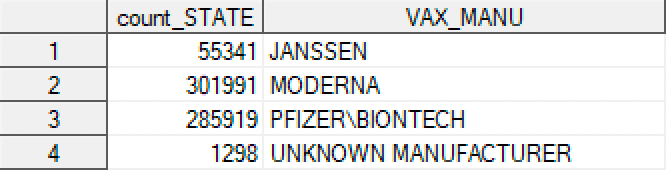 count_STATE VAX_MANU
1 55341 JANSSEN
2 301991 MODERNA
3 285919 PFIZER\BIONTECH
4 1298 UNKNOWN MANUFACTURER